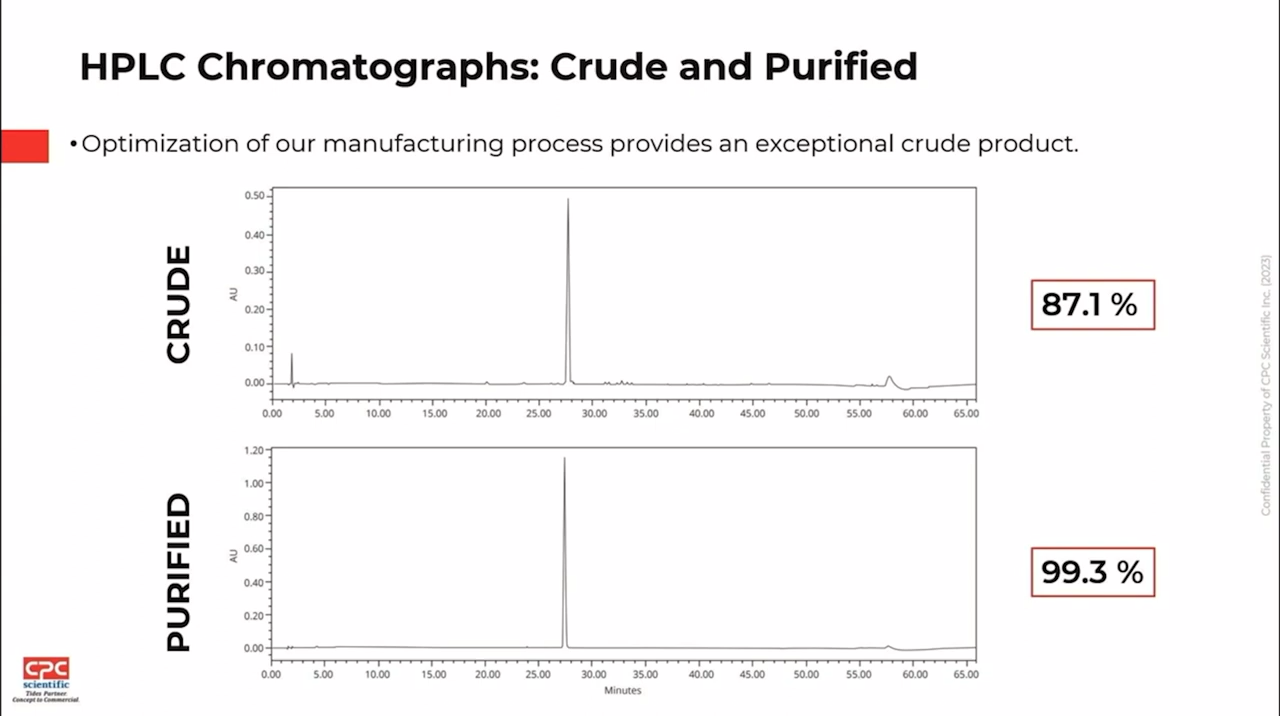 HPLC Chromatographs: Crude and Purified
• Optimization of our manufacturing process provides an exceptional crude product.
CRUDE
AU
0.50
0.40
0.30
0.20
0.10
0.00
0.00 5.00 10.00 15.00 20.00 25.00 30.00 35.00 40.00 45.00 50.00 55.00 60.00 65.00
87.1 %
PURIFIED
AU
1.20
1.00
0.80
0.60
0.40
0.20
0.00
0.00 5.00 10.00 15.00 20.00 25.00 30.00 35.00 40.00 45.00 50.00 55.00 60.00 65.00
Minutes
99.3 %
CPC
scientific
Tides Partner
Concept to Commercial
Confidential Property of CPC Scientific Inc. (2023)